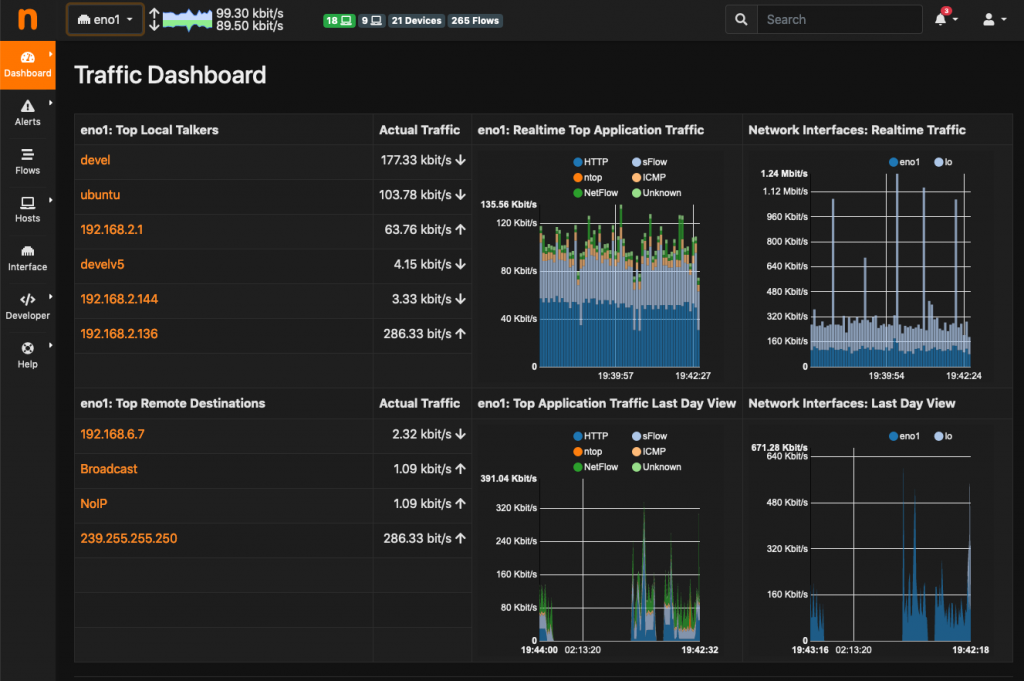 n eno1 99.30 kbit/s
89.50 kbit/s
18 9 21 Devices 265 Flows
Search
3
Dashboard
Alerts
Flows
Hosts
Interface
Developer
Help
Traffic Dashboard
eno1: Top Local Talkers Actual Traffic
devel 177.33 kbit/s ↓
ubuntu 103.78 kbit/s ↓
192.168.2.1 63.76 kbit/s ↑
develv5 4.15 kbit/s ↓
192.168.2.144 3.33 kbit/s ↓
192.168.2.136 286.33 bit/s ↑
eno1: Realtime Top Application Traffic
HTTP sFlow
ntop ICMP
NetFlow Unknown
135.56 Kbit/s
120 Kbit/s
80 Kbit/s
40 Kbit/s
0
19:39:57 19:42:27
Network Interfaces: Realtime Traffic
eno1 lo
1.24 Mbit/s
1.12 Mbit/s
960 Kbit/s
800 Kbit/s
640 Kbit/s
480 Kbit/s
320 Kbit/s
160 Kbit/s
0
19:39:54 19:42:24
eno1: Top Remote Destinations Actual Traffic
192.168.6.7 2.32 kbit/s ↓
Broadcast 1.09 kbit/s ↑
NoIP 1.09 kbit/s ↑
239.255.255.250 286.33 bit/s ↑
eno1: Top Application Traffic Last Day View
HTTP sFlow
ntop ICMP
NetFlow Unknown
391.04 Kbit/s
320 Kbit/s
240 Kbit/s
160 Kbit/s
80 Kbit/s
0
19:44:00 02:13:20 19:42:32
Network Interfaces: Last Day View
eno1 lo
671.28 Kbit/s
640 Kbit/s
480 Kbit/s
320 Kbit/s
160 Kbit/s
0
19:43:16 02:13:20 19:42:18